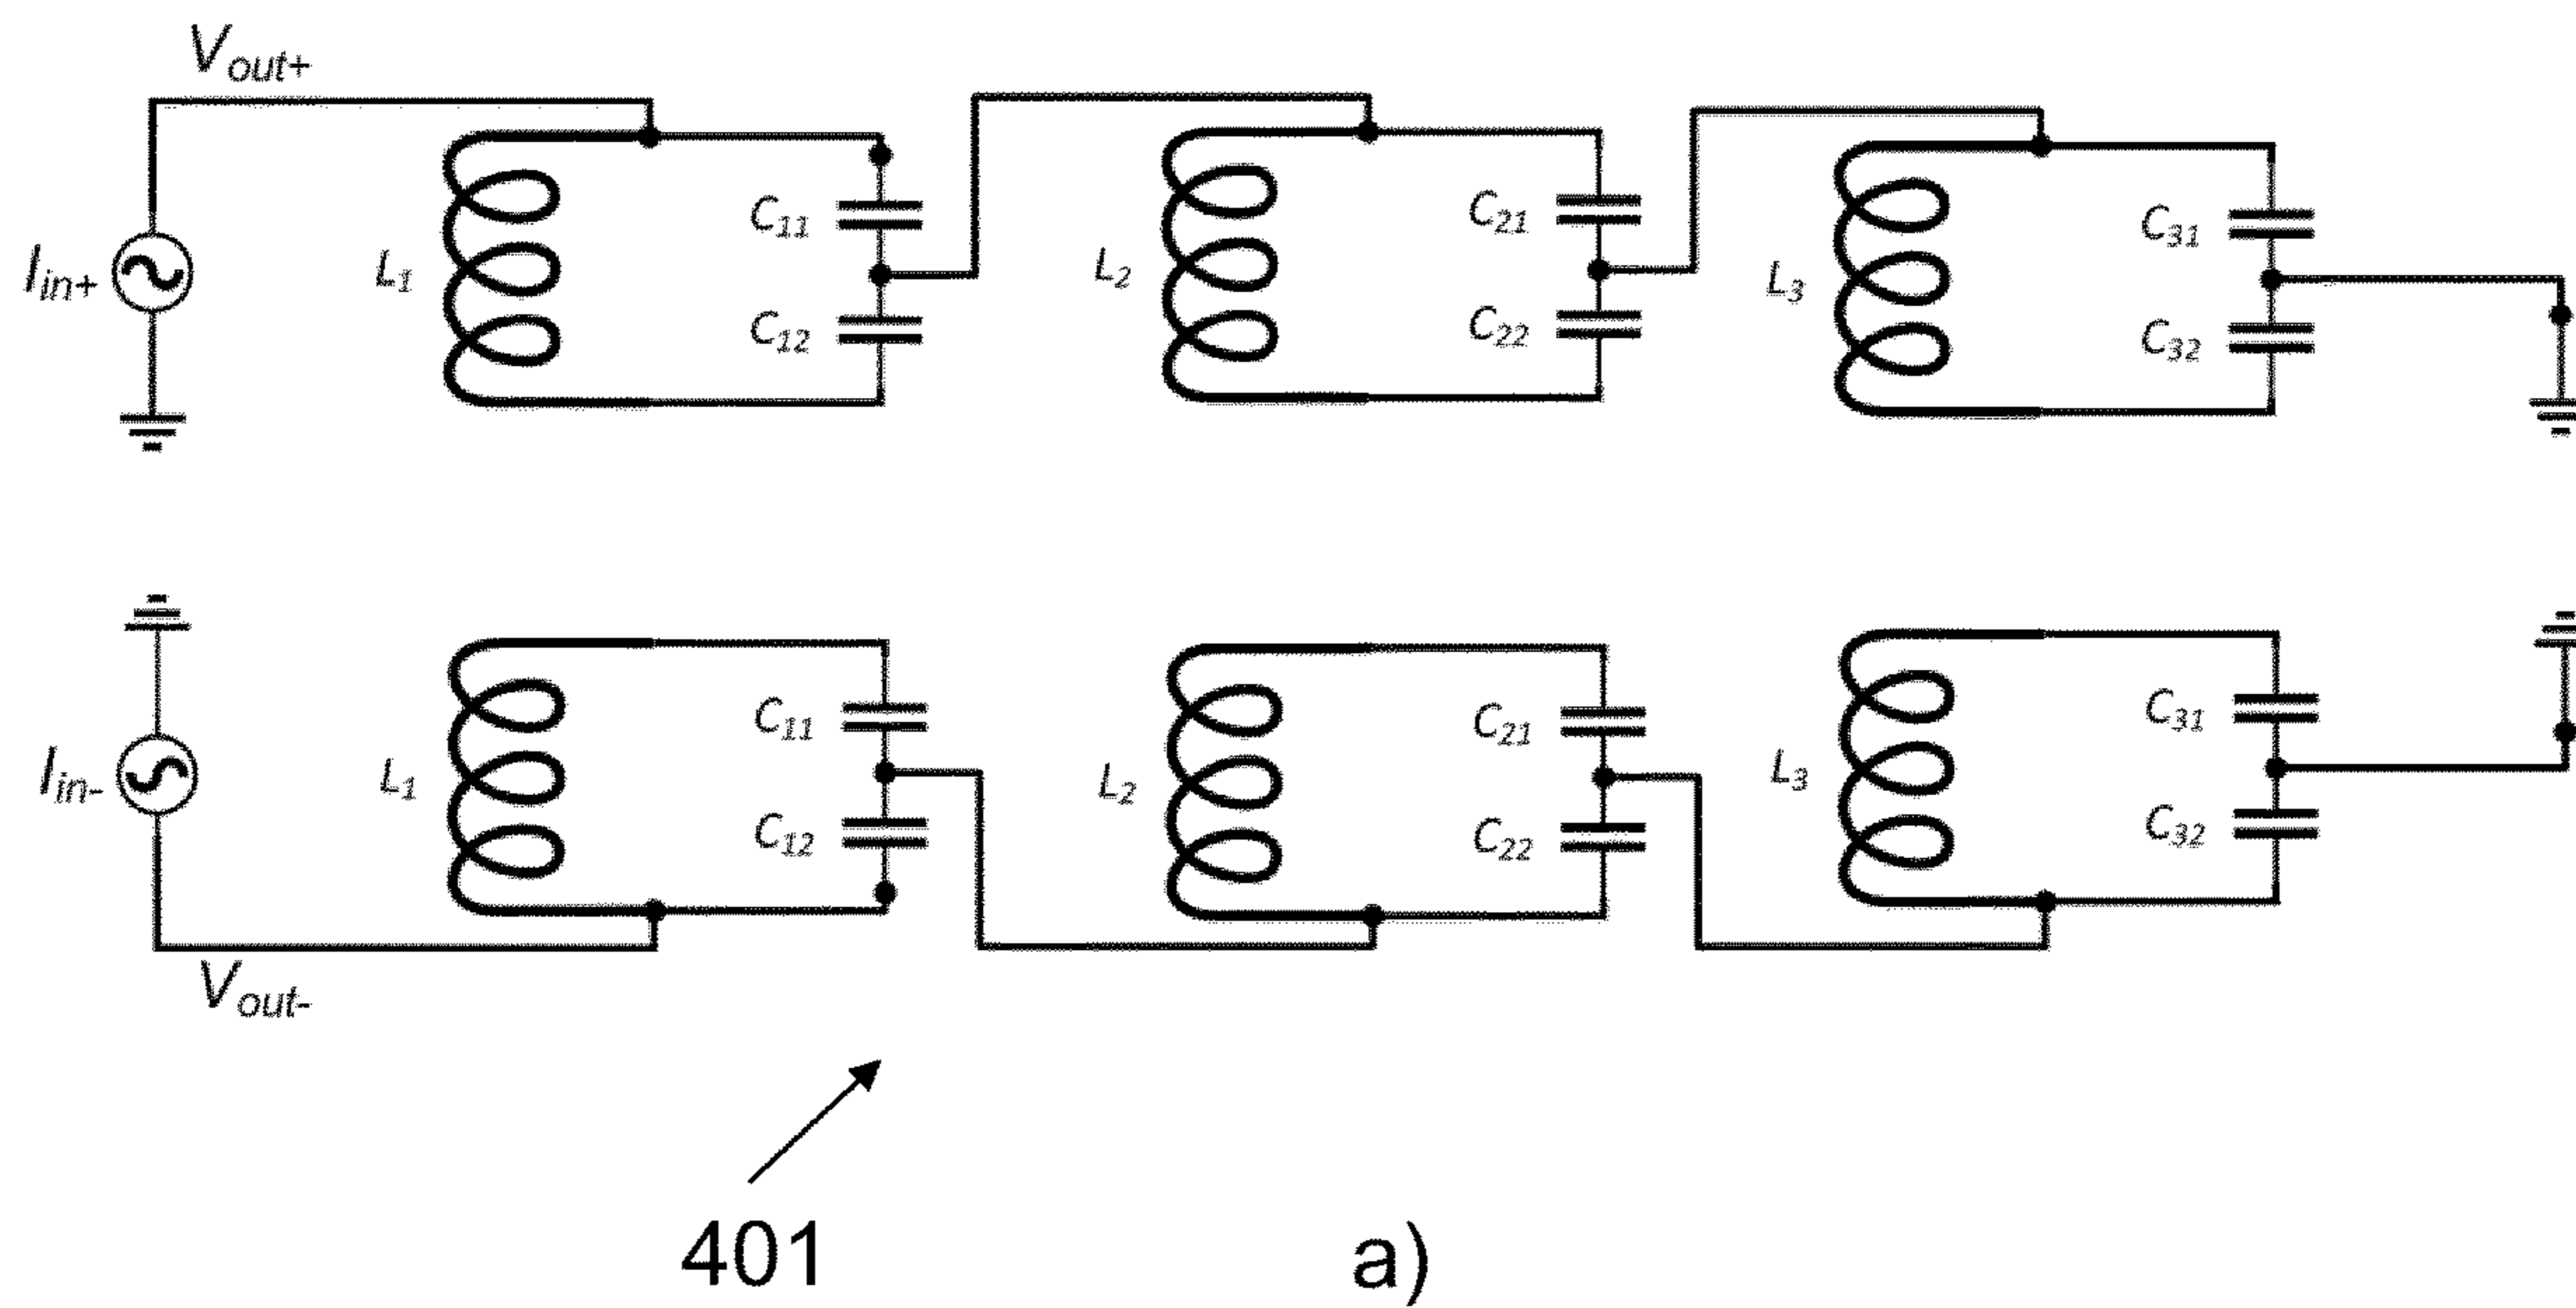 Vout+
Iin+
L1
C11
C12
L2
C21
C22
L3
C31
C32
Iin-
L1
C11
C12
L2
C21
C22
L3
C31
C32
Vout-
401
a)